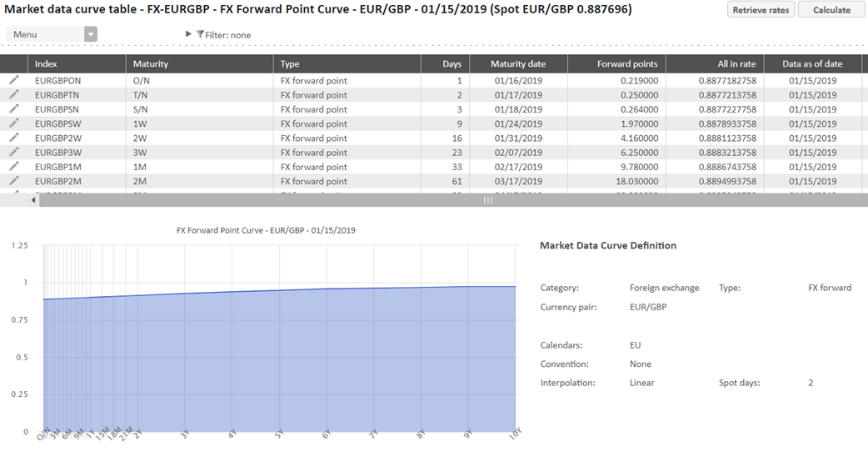 Market data curve table - FX-EURGBP - FX Forward Point Curve - EUR/GBP - 01/15/2019 (Spot EUR/GBP 0.887696)
Retrieve rates Calculate
Menu Filter: none
Index Maturity Type Days Maturity date Forward points All in rate Data as of date
EURGBPON O/N FX forward point 1 01/16/2019 0.219000 0.8877182758 01/15/2019
EURGBPTN T/N FX forward point 2 01/17/2019 0.250000 0.8877213758 01/15/2019
EURGBPSN S/N FX forward point 3 01/18/2019 0.264000 0.8877227758 01/15/2019
EURGBPSW 1W FX forward point 9 01/24/2019 1.970000 0.8878933758 01/15/2019
EURGBP2W 2W FX forward point 16 01/31/2019 4.160000 0.8881123758 01/15/2019
EURGBP3W 3W FX forward point 23 02/07/2019 6.250000 0.8883213758 01/15/2019
EURGBP1M 1M FX forward point 33 02/17/2019 9.780000 0.8886743758 01/15/2019
EURGBP2M 2M FX forward point 61 03/17/2019 18.030000 0.8894993758 01/15/2019
FX Forward Point Curve - EUR/GBP - 01/15/2019
1.25
1
0.75
0.5
0.25
0
O/N 3M 6M 9M 1Y 15M 18M 21M 2Y 3Y 4Y 5Y 6Y 7Y 8Y 9Y 10Y
Market Data Curve Definition
Category: Foreign exchange Type: FX forward
Currency pair: EUR/GBP
Calendars: EU
Convention: None
Interpolation: Linear Spot days: 2